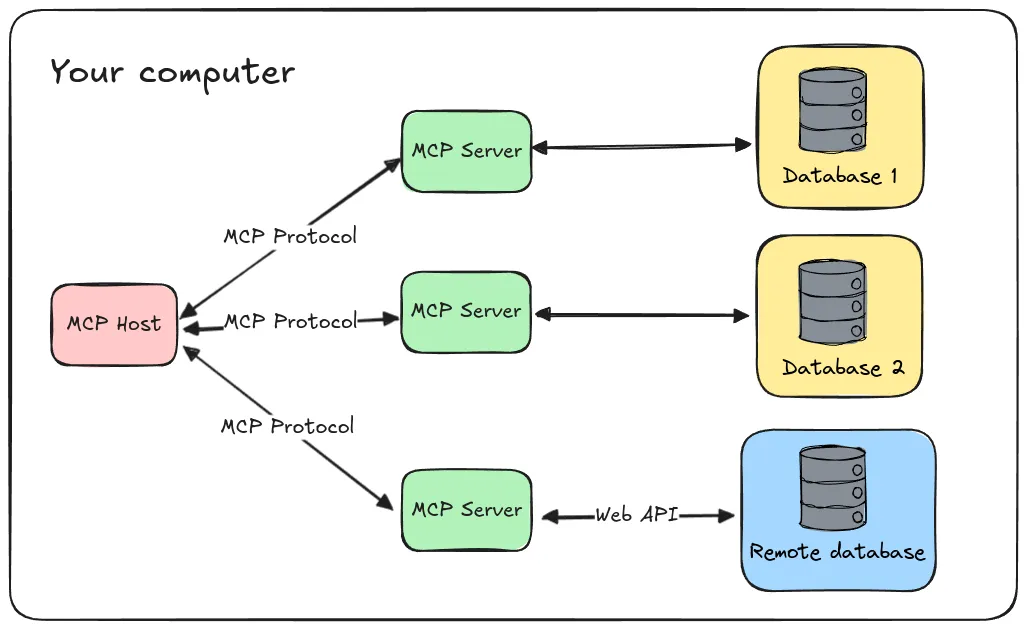 Your computer
MCP Server
Database 1
MCP Protocol
MCP Host
MCP Protocol
MCP Server
Database 2
MCP Protocol
MCP Server
Web API
Remote database